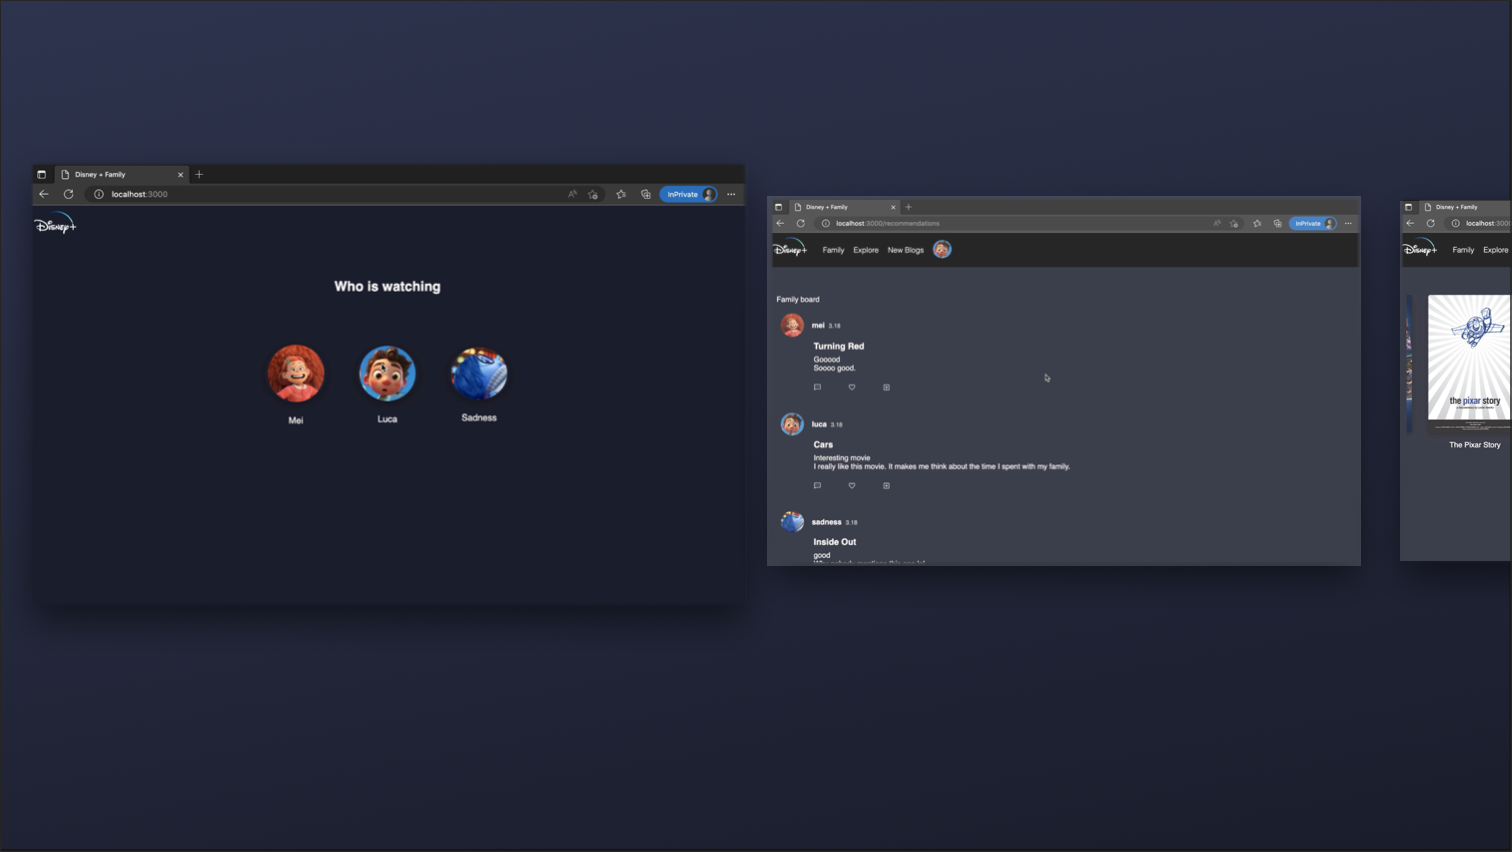 Disney + Family
localhost:3000
InPrivate
Disney+
Who is watching
Mei
Luca
Sadness
Disney + Family
localhost:3000/recommendations
InPrivate
Disney+
Family
Explore
New Blogs
Family board
mei 3.18
Turning Red
Gooood
Soooo good.
luca 3.18
Cars
Interesting movie
I really like this movie. It makes me think about the time I spent with my family.
sadness 3.18
Inside Out
good
Disney + Family
localhost:300
Disney+
Family
Explore
the pixar story
The Pixar Story